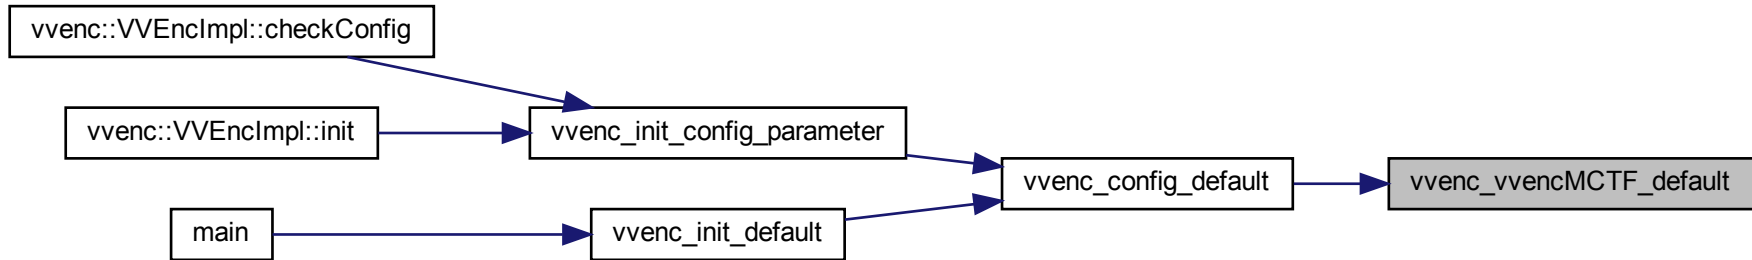 vvenc::VVEncImpl::checkConfig
vvenc::VVEncImpl::init
vvenc_init_config_parameter
vvenc_config_default
vvenc_vvencMCTF_default
main
vvenc_init_default